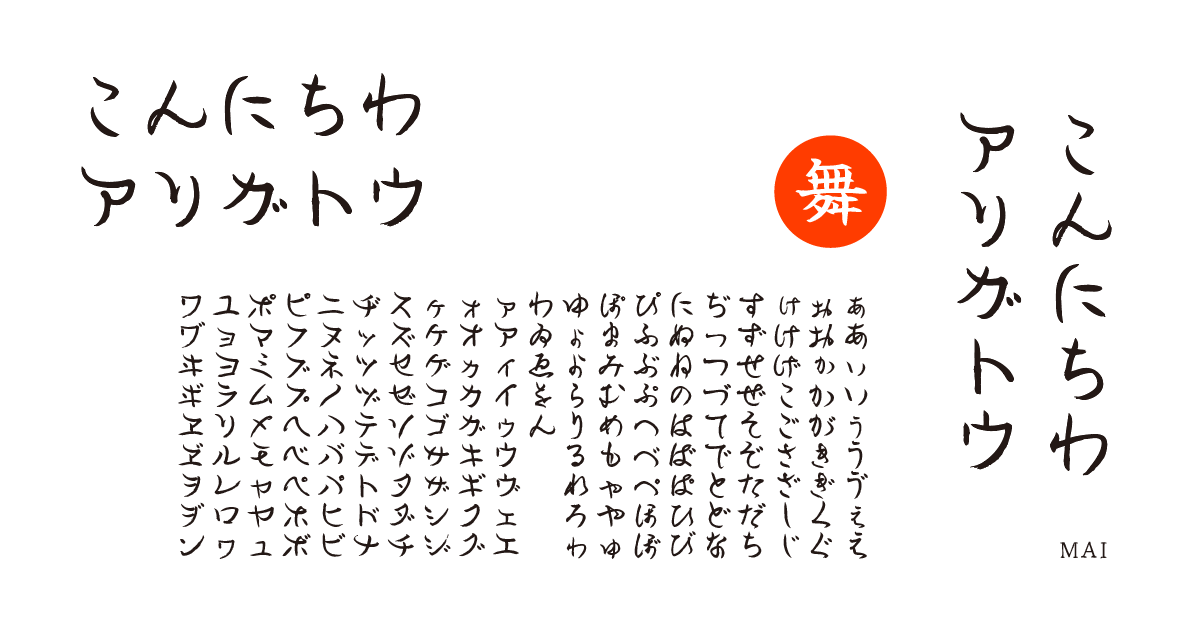 こんにちわ
アリガトウ
舞
こんにちわ
アリガトウ
ぁあぃいぅうゔぇえ
ぉおゕかがきぎくぐ
ゖけげこごさざしじ
すずせぜそぞただち
ぢっつづてでとどな
にぬねのはばぱひび
ぴふぶぷへべぺほぼ
ぽまみむめもゃやゅ
ゆょよらりるれろゎ
わゐゑをん
ァアィイゥウヴェエ
ォオヵカガキギクグ
ヶケゲコゴサザシジ
スズセゼソゾタダチ
ヂッツヅテデトドナ
ニヌネノハバパヒビ
ピフブプヘベペホボ
ポマミムメモャヤュ
ユョヨラリルレロヮ
ワヷヰヸヱヹヲヺン
MAI